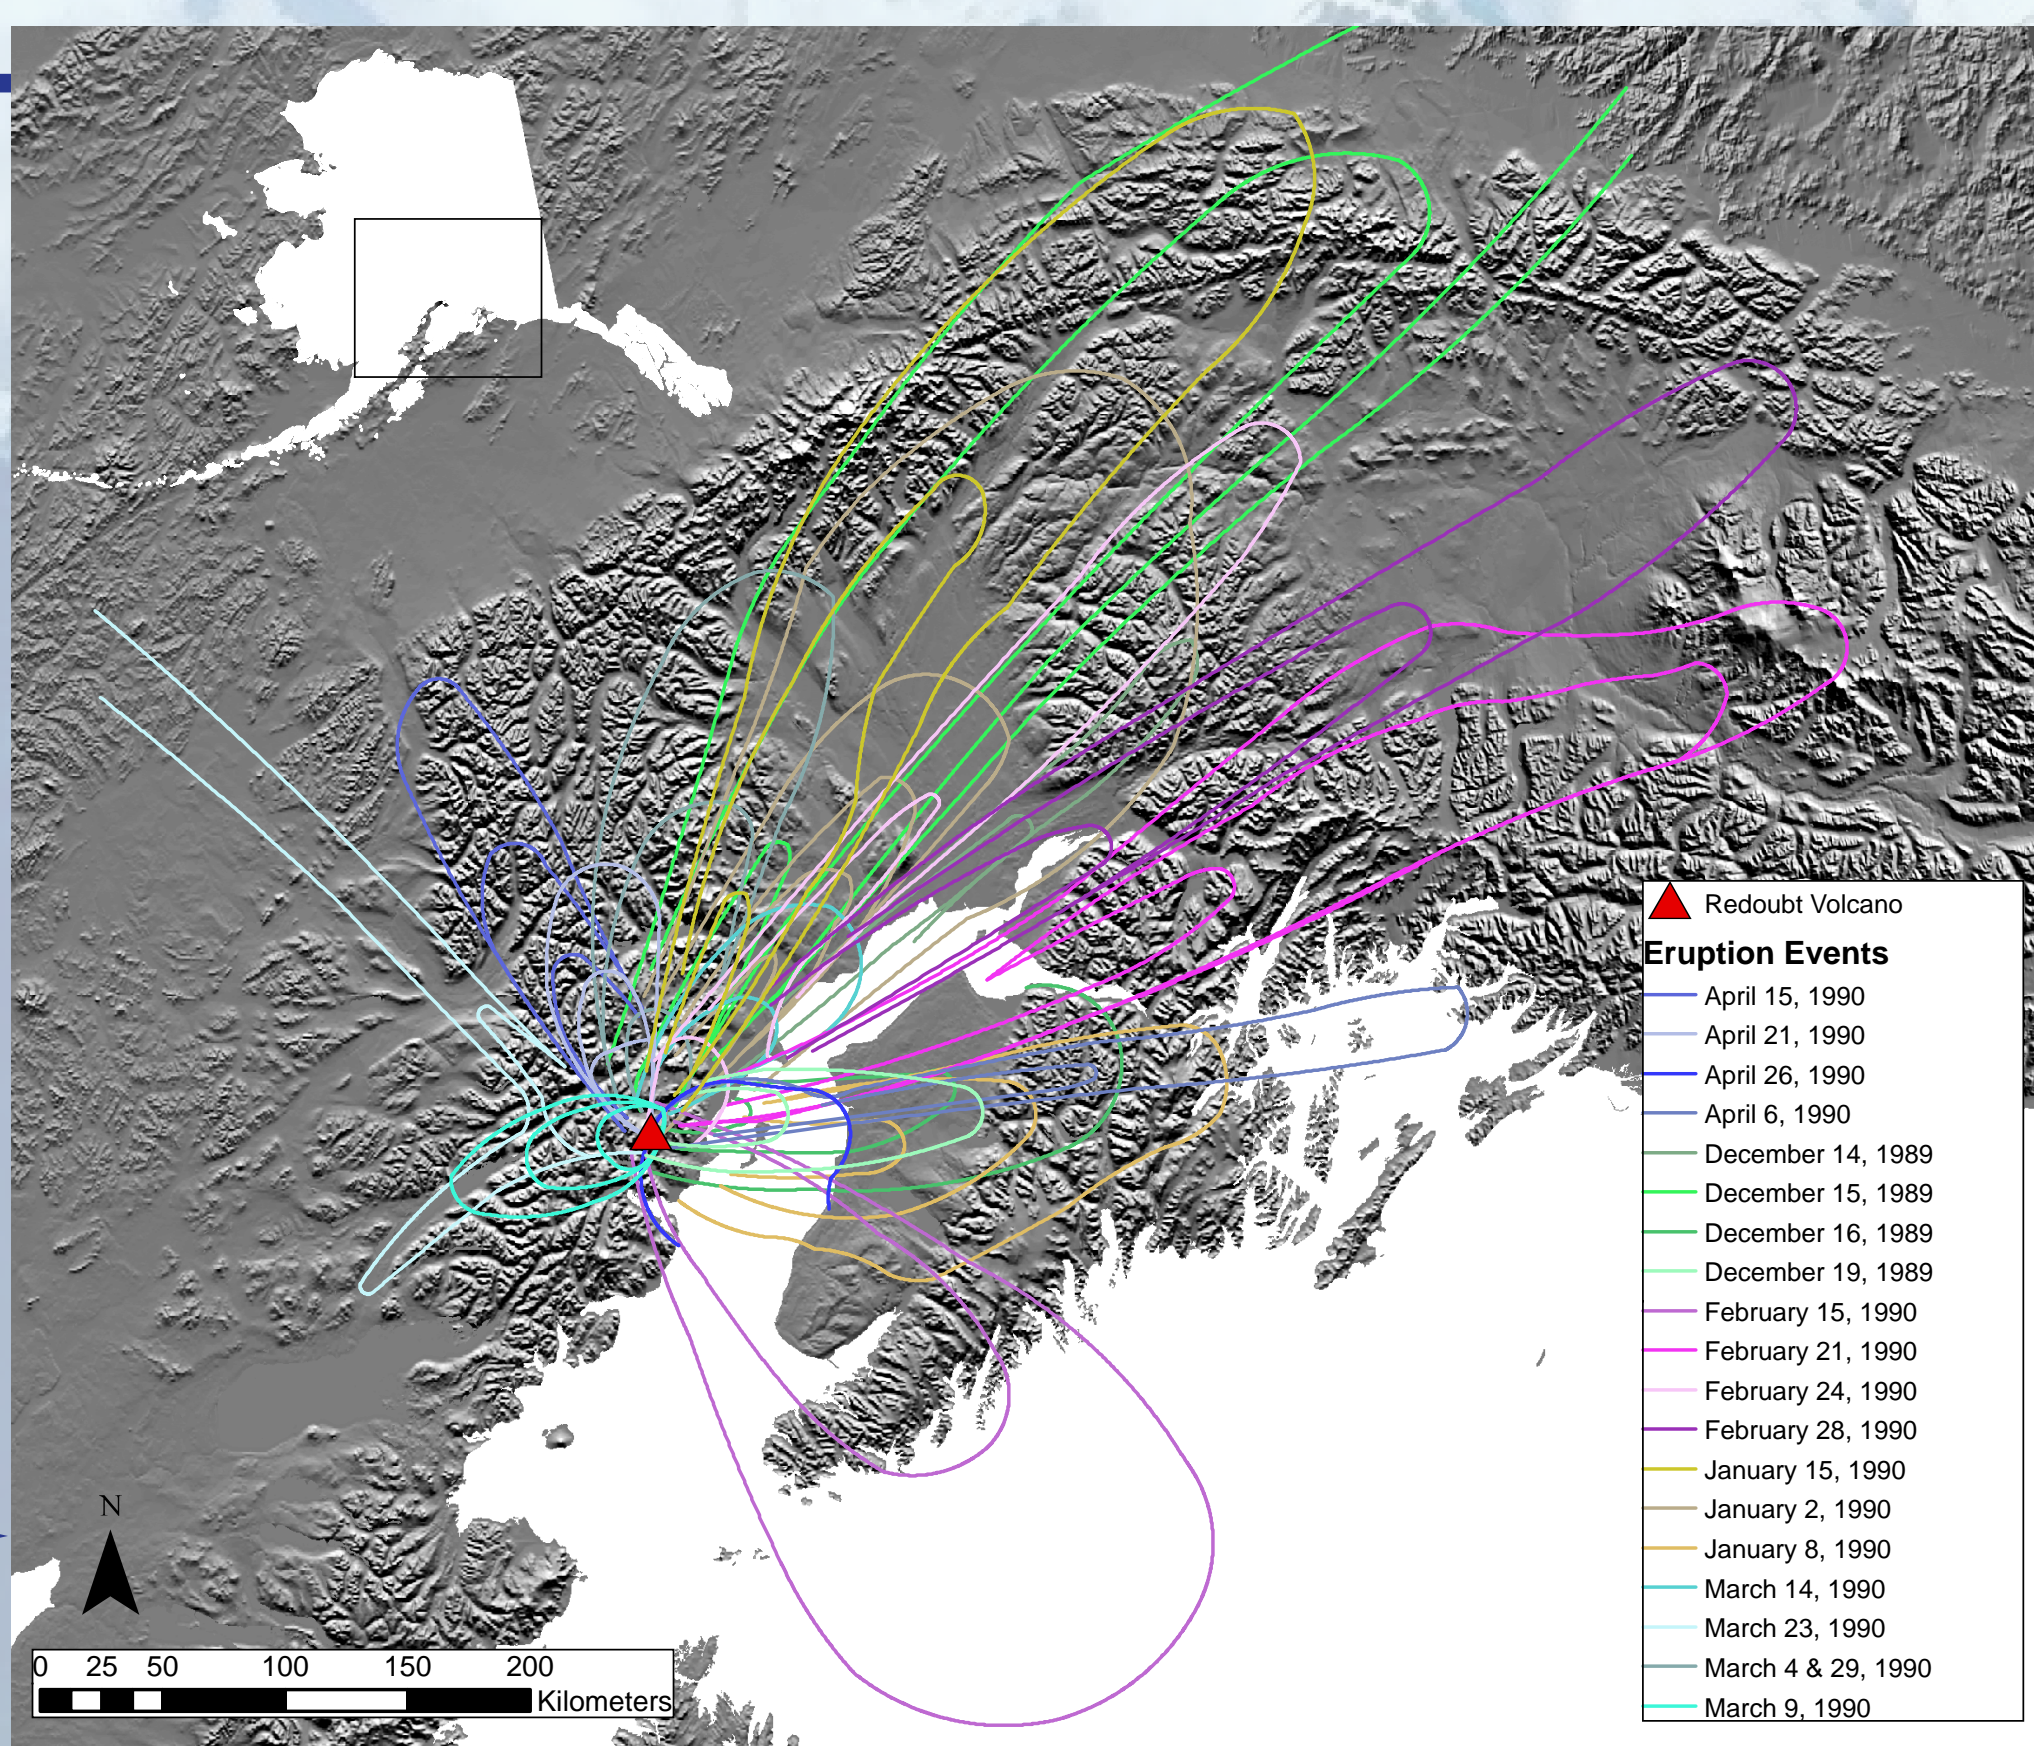 Redoubt Volcano
Eruption Events
April 15, 1990
April 21, 1990
April 26, 1990
April 6, 1990
December 14, 1989
December 15, 1989
December 16, 1989
December 19, 1989
February 15, 1990
February 21, 1990
February 24, 1990
February 28, 1990
January 15, 1990
January 2, 1990
January 8, 1990
March 14, 1990
March 23, 1990
March 4 & 29, 1990
March 9, 1990
N
0 25 50 100 150 200
Kilometers